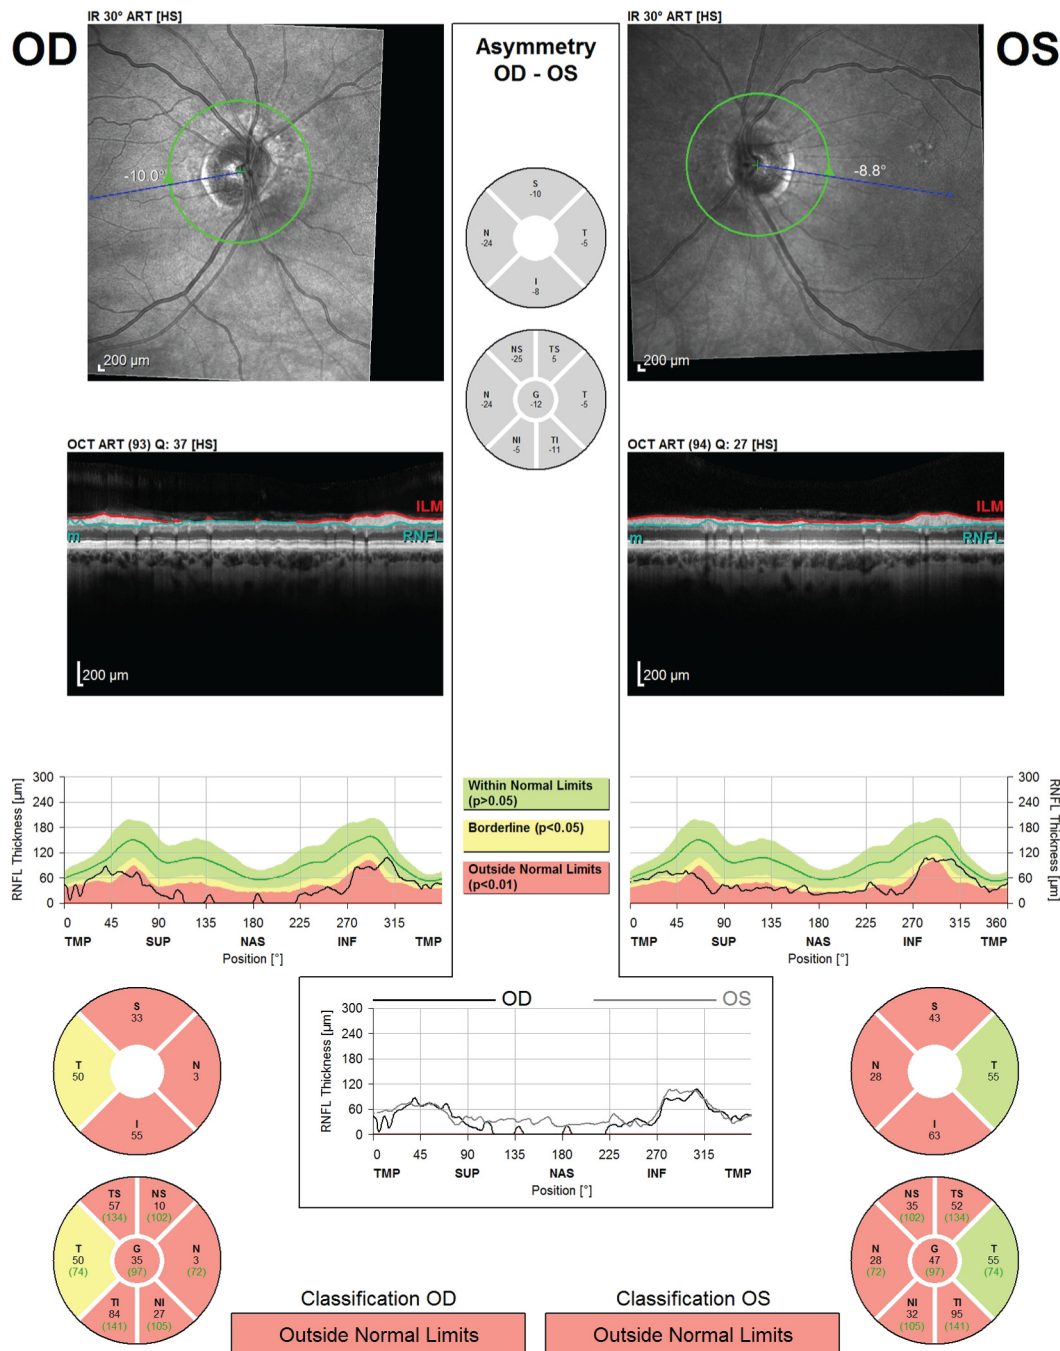 IR 30° ART [HS]
OD
-10.0°
200 µm
Asymmetry
OD - OS
IR 30° ART [HS]
OS
-8.8°
200 µm
S
-10
N
-24
T
-5
I
-8
NS
-25
TS
5
N
-24
G
-12
T
-5
NI
-5
TI
-11
OCT ART (93) Q: 37 [HS]
ILM
m
RNFL
200 µm
OCT ART (94) Q: 27 [HS]
ILM
m
RNFL
200 µm
RNFL Thickness [µm]
300
240
180
120
60
0
0 45 90 135 180 225 270 315
TMP SUP NAS INF TMP
Position [°]
Within Normal Limits
(p>0.05)
Borderline (p<0.05)
Outside Normal Limits
(p<0.01)
300
240
180
120
60
0
RNFL Thickness [µm]
0 45 90 135 180 225 270 315 360
TMP SUP NAS INF TMP
Position [°]
S
33
T
50
N
3
I
55
OD OS
RNFL Thickness [µm]
300
240
180
120
60
0
0 45 90 135 180 225 270 315
TMP SUP NAS INF TMP
Position [°]
S
43
N
28
T
55
I
63
TS
57
(134)
NS
10
(102)
T
50
(74)
G
35
(97)
N
3
(72)
TI
84
(141)
NI
27
(105)
NS
35
(102)
TS
52
(134)
N
28
(72)
G
47
(97)
T
55
(74)
NI
32
(105)
TI
95
(141)
Classification OD
Outside Normal Limits
Classification OS
Outside Normal Limits